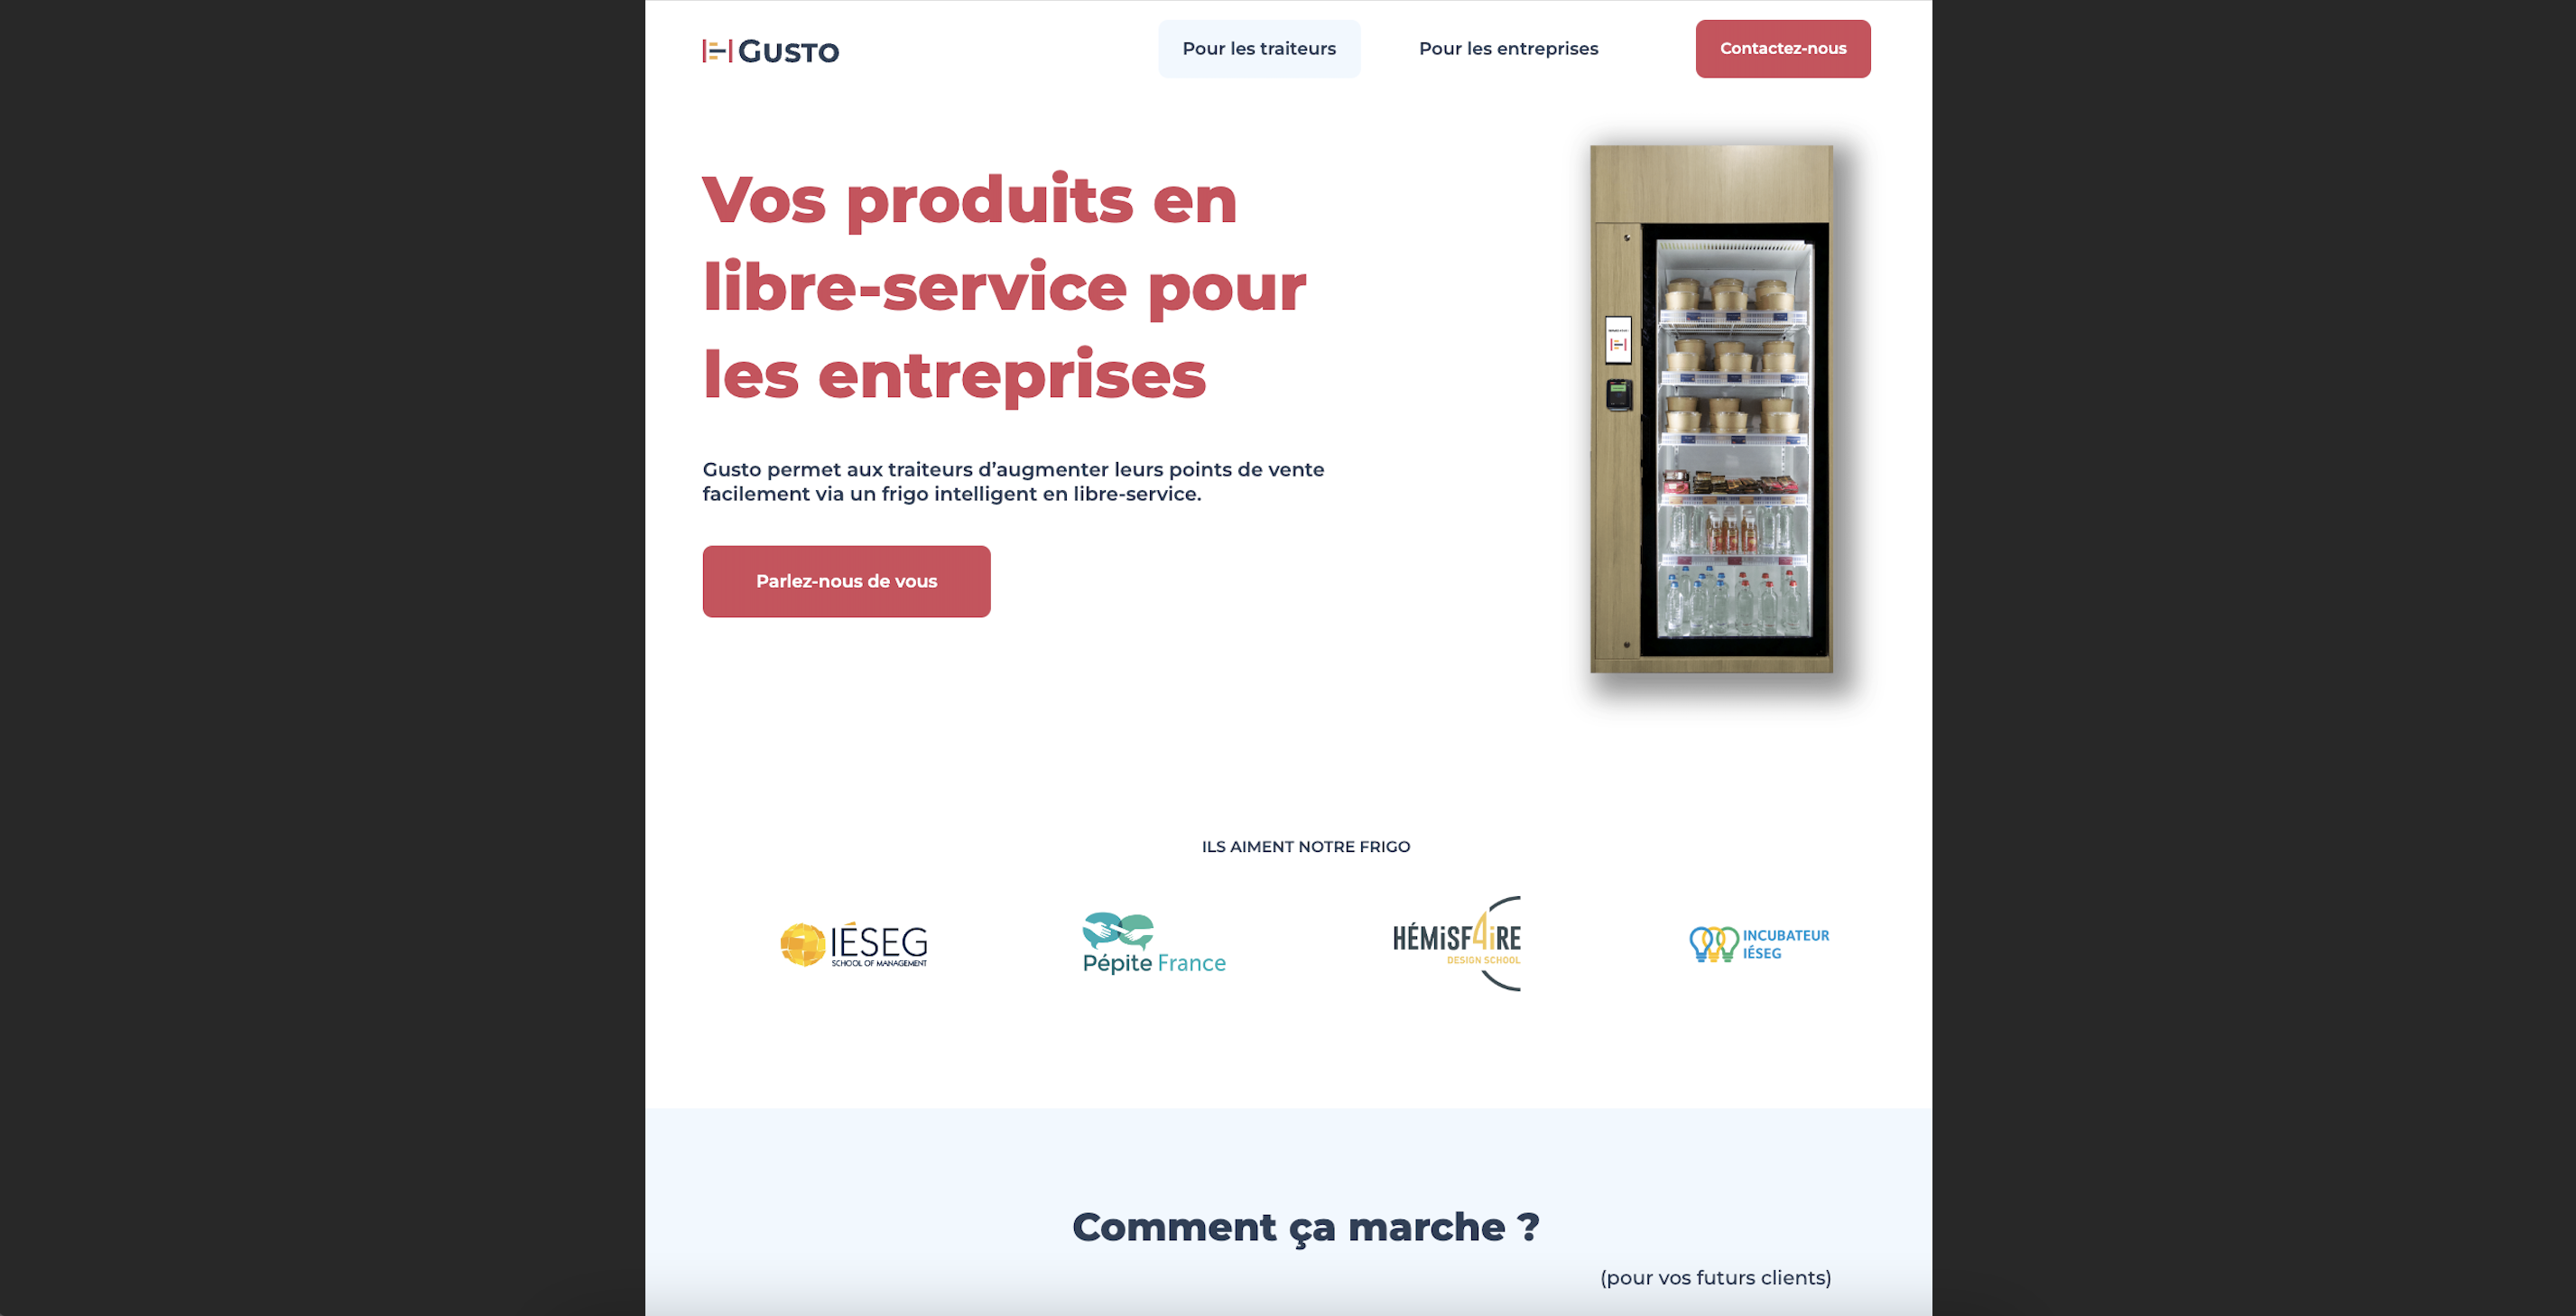 GUSTO
Pour les traiteurs
Pour les entreprises
Contactez-nous
Vos produits en
libre-service pour
les entreprises
Gusto permet aux traiteurs d’augmenter leurs points de vente
facilement via un frigo intelligent en libre-service.
Parlez-nous de vous
ILS AIMENT NOTRE FRIGO
IÉSEG
SCHOOL OF MANAGEMENT
Pépite France
HÉMiSF4iRE
DESIGN SCHOOL
INCUBATEUR
IÉSEG
Comment ça marche ?
(pour vos futurs clients)